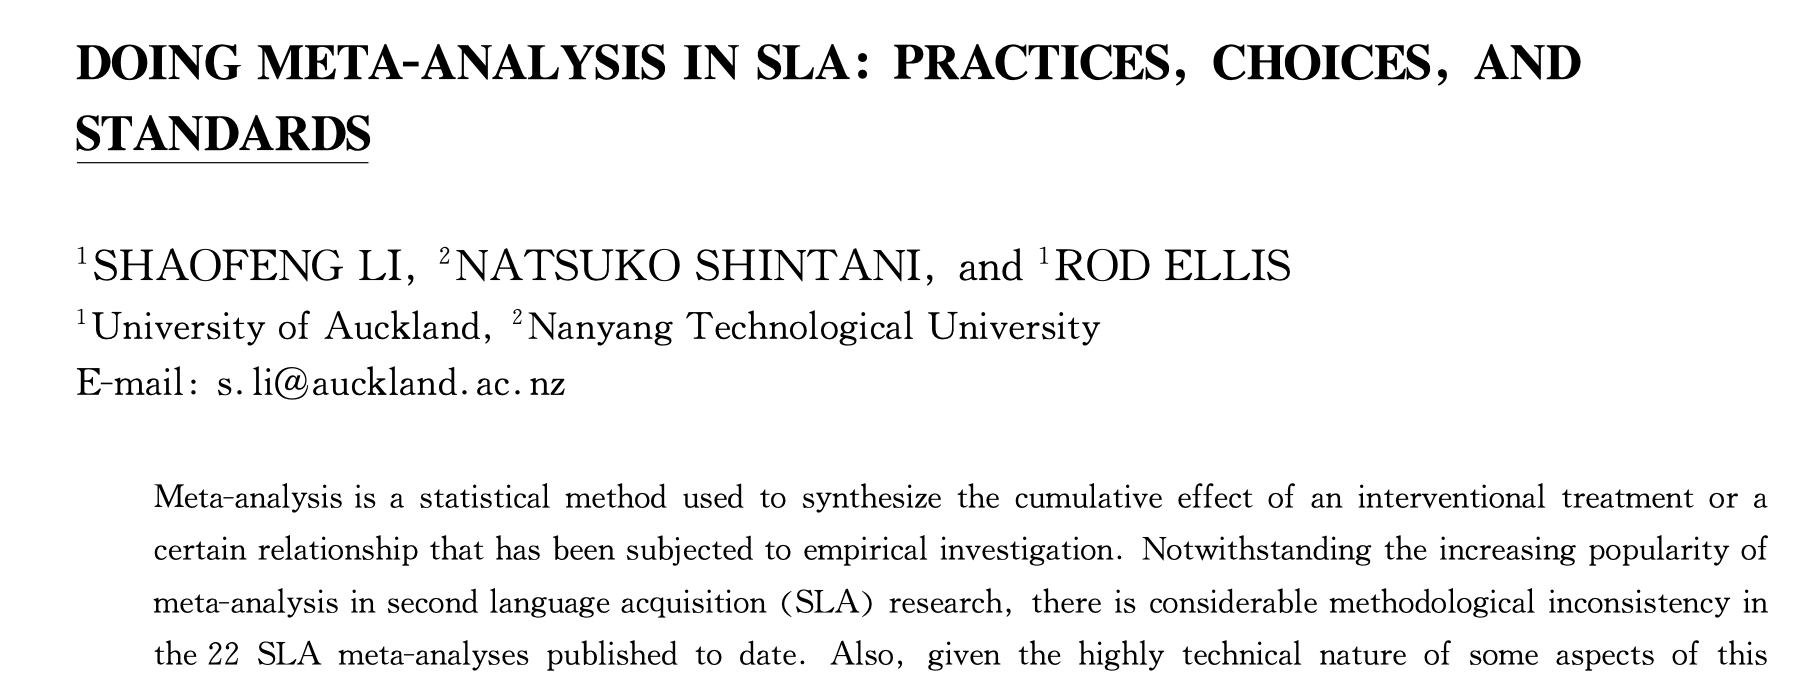 DOING META-ANALYSIS IN SLA: PRACTICES, CHOICES, AND
STANDARDS
¹SHAOFENG LI, ²NATSUKO SHINTANI, and ¹ROD ELLIS
¹University of Auckland, ²Nanyang Technological University
E-mail: s.li@auckland.ac.nz
Meta-analysis is a statistical method used to synthesize the cumulative effect of an interventional treatment or a
certain relationship that has been subjected to empirical investigation. Notwithstanding the increasing popularity of
meta-analysis in second language acquisition (SLA) research, there is considerable methodological inconsistency in
the 22 SLA meta-analyses published to date. Also, given the highly technical nature of some aspects of this